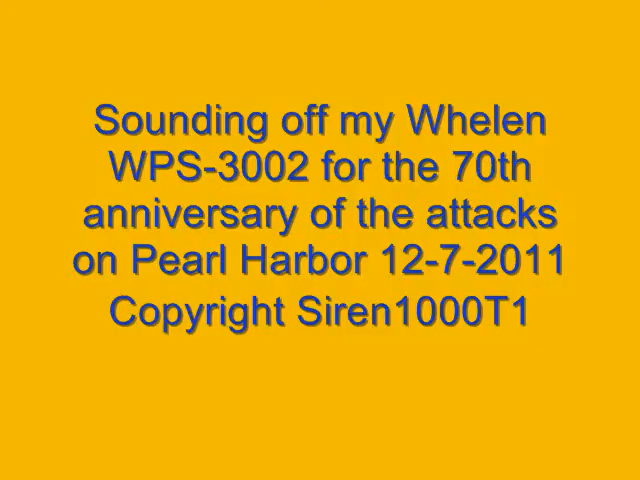 Sounding off my Whelen
WPS-3002 for the 70th
anniversary of the attacks
on Pearl Harbor 12-7-2011
Copyright Siren1000T1